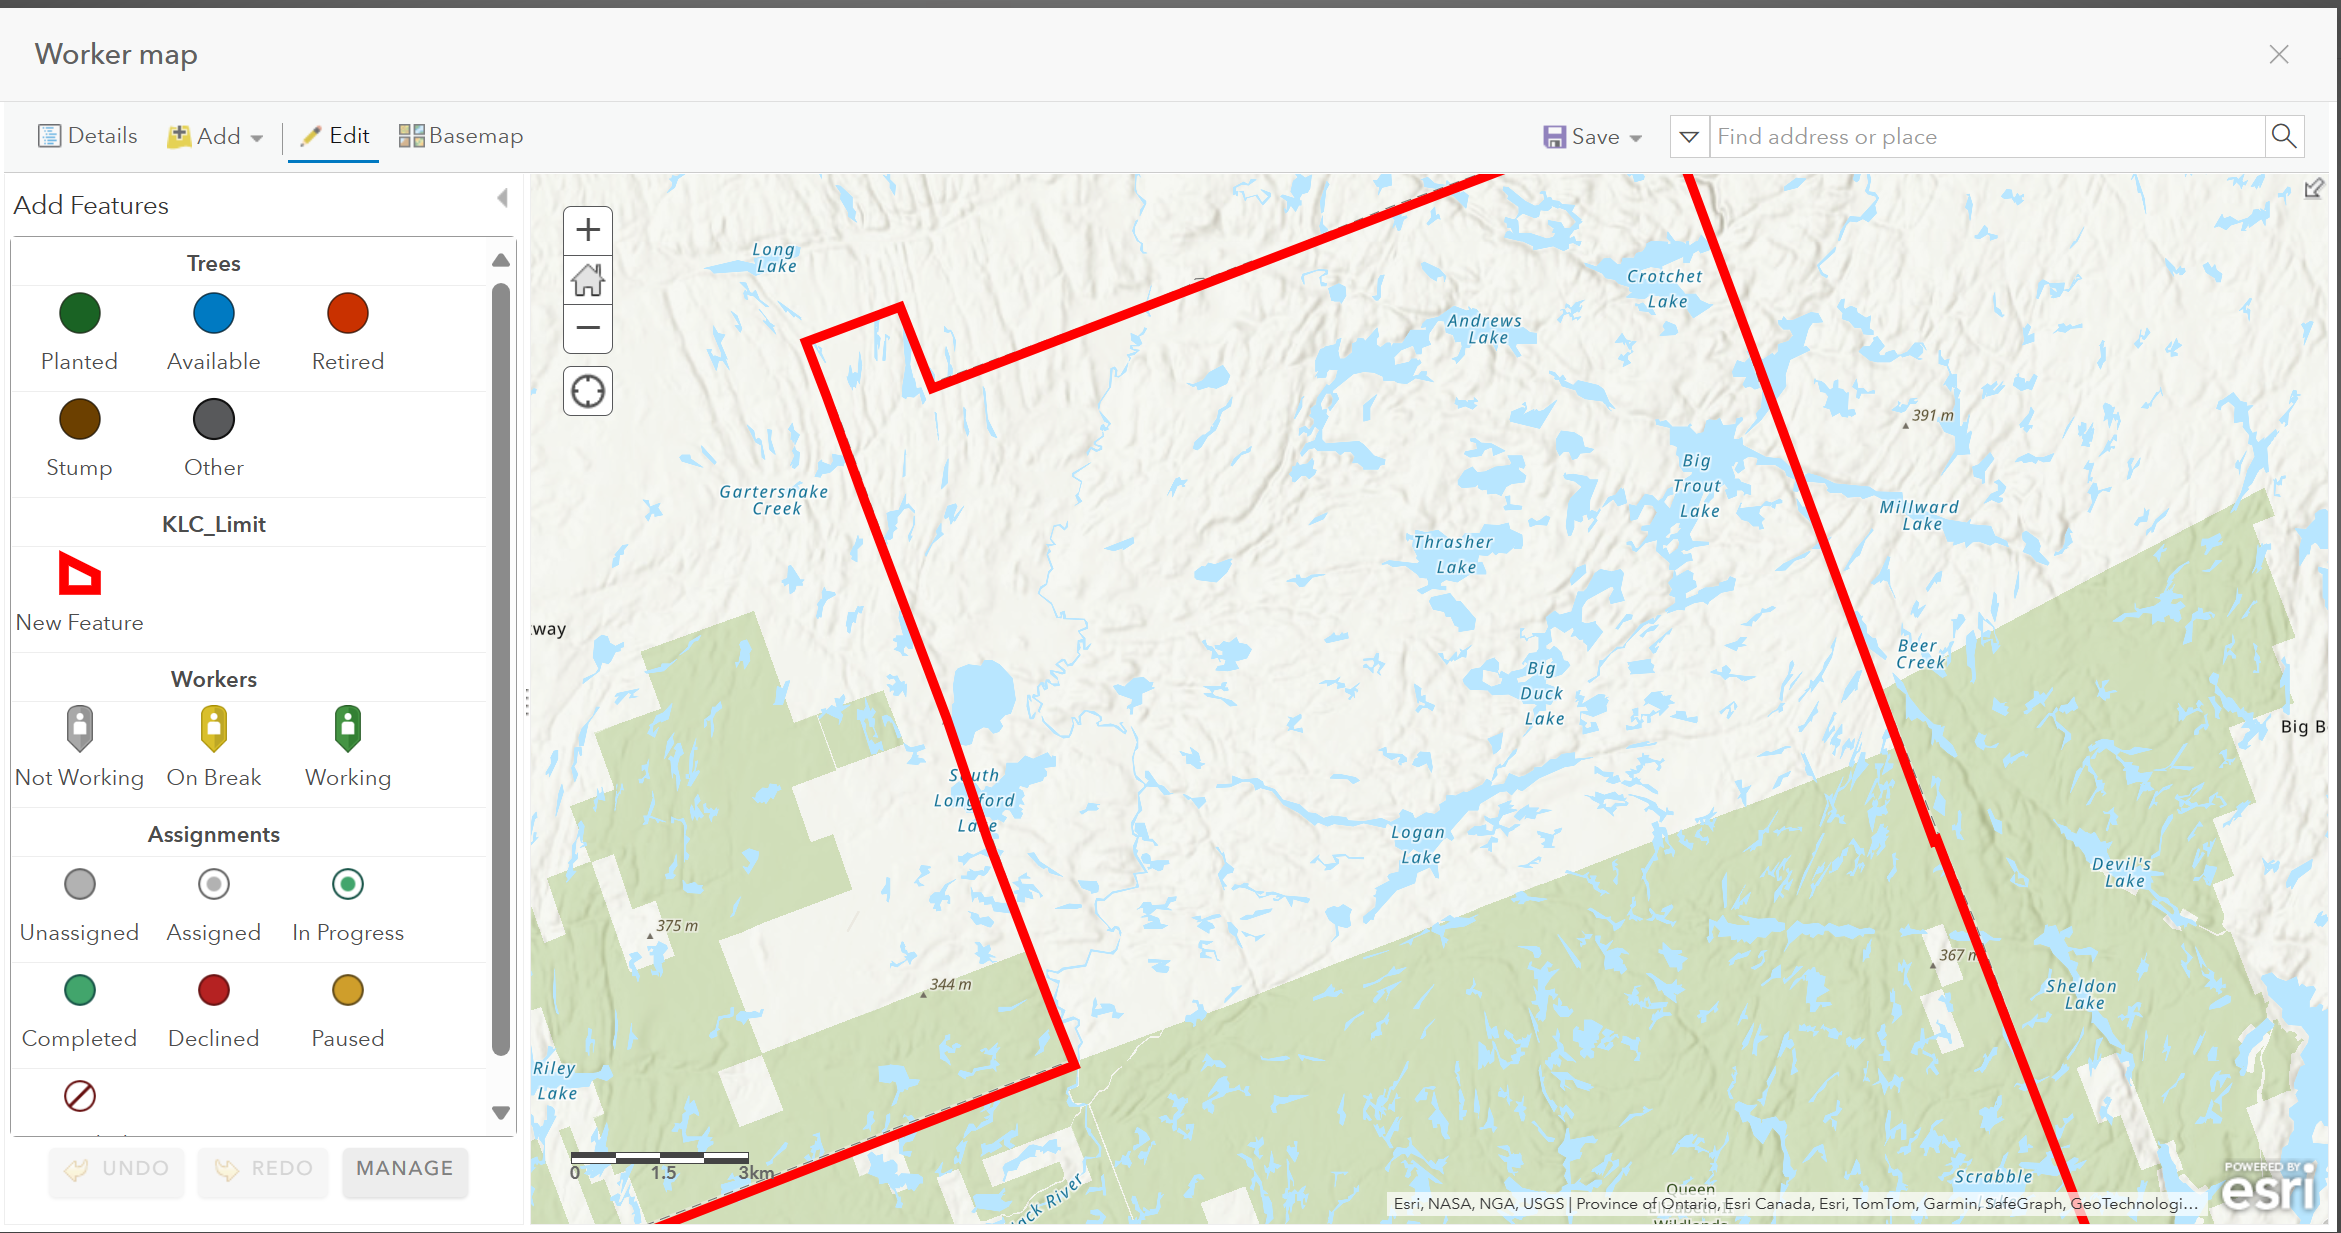 Worker map
Details
Add
Edit
Basemap
Save
Find address or place
Add Features
Trees
Planted
Available
Retired
Stump
Other
KLC_Limit
New Feature
Workers
Not Working
On Break
Working
Assignments
Unassigned
Assigned
In Progress
Completed
Declined
Paused
UNDO
REDO
MANAGE
Long
Lake
Crotchet
Lake
Andrews
Lake
391 m
Big
Trout
Lake
Gartersnake
Creek
Millward
Lake
Thrasher
Lake
way
Beer
Creek
Big
Duck
Lake
Big B
South
Longford
Lake
Logan
Lake
Devil's
Lake
375 m
344 m
367 m
Sheldon
Lake
Riley
Lake
0
1.5
3km
ack River
Scrabble
Queen
Esri, NASA, NGA, USGS | Province of Ontario, Esri Canada, Esri, TomTom, Garmin, SafeGraph, GeoTechnologi...
POWERED BY
esri